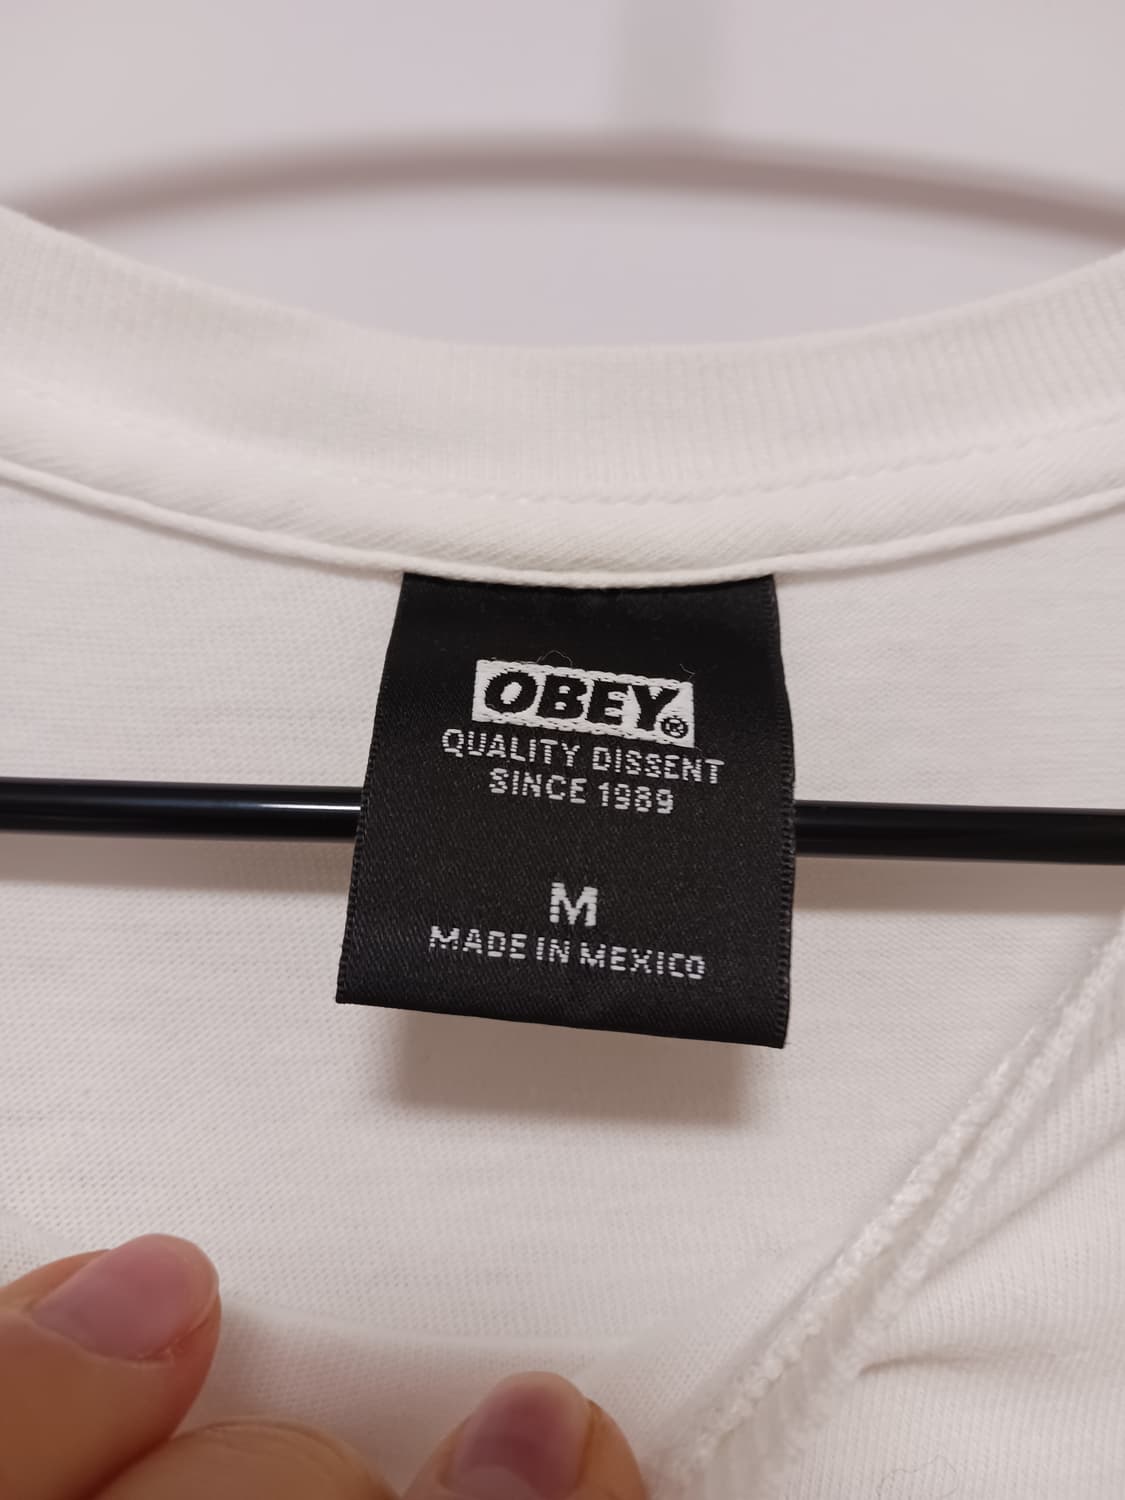 OBEY®
QUALITY DISSENT
SINCE 1989
M
MADE IN MEXICO